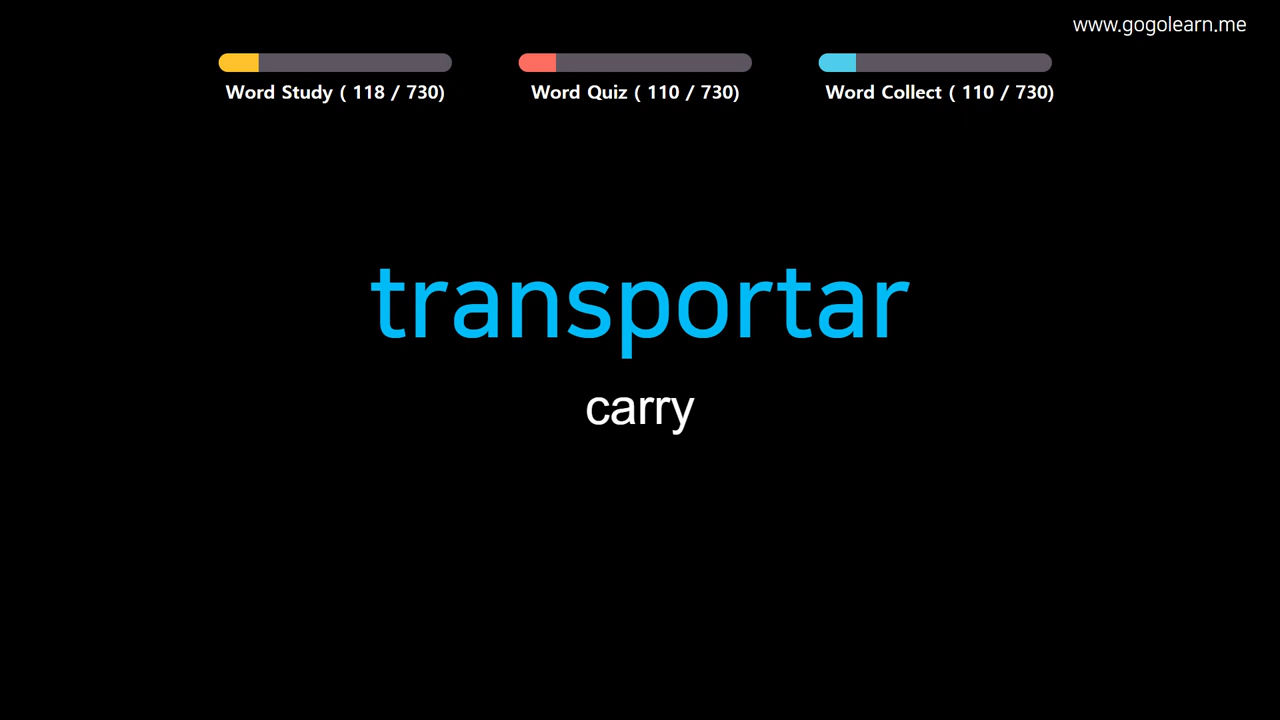 www.gogolearn.me
Word Study ( 118 / 730)
Word Quiz ( 110 / 730)
Word Collect ( 110 / 730)
transportar
carry